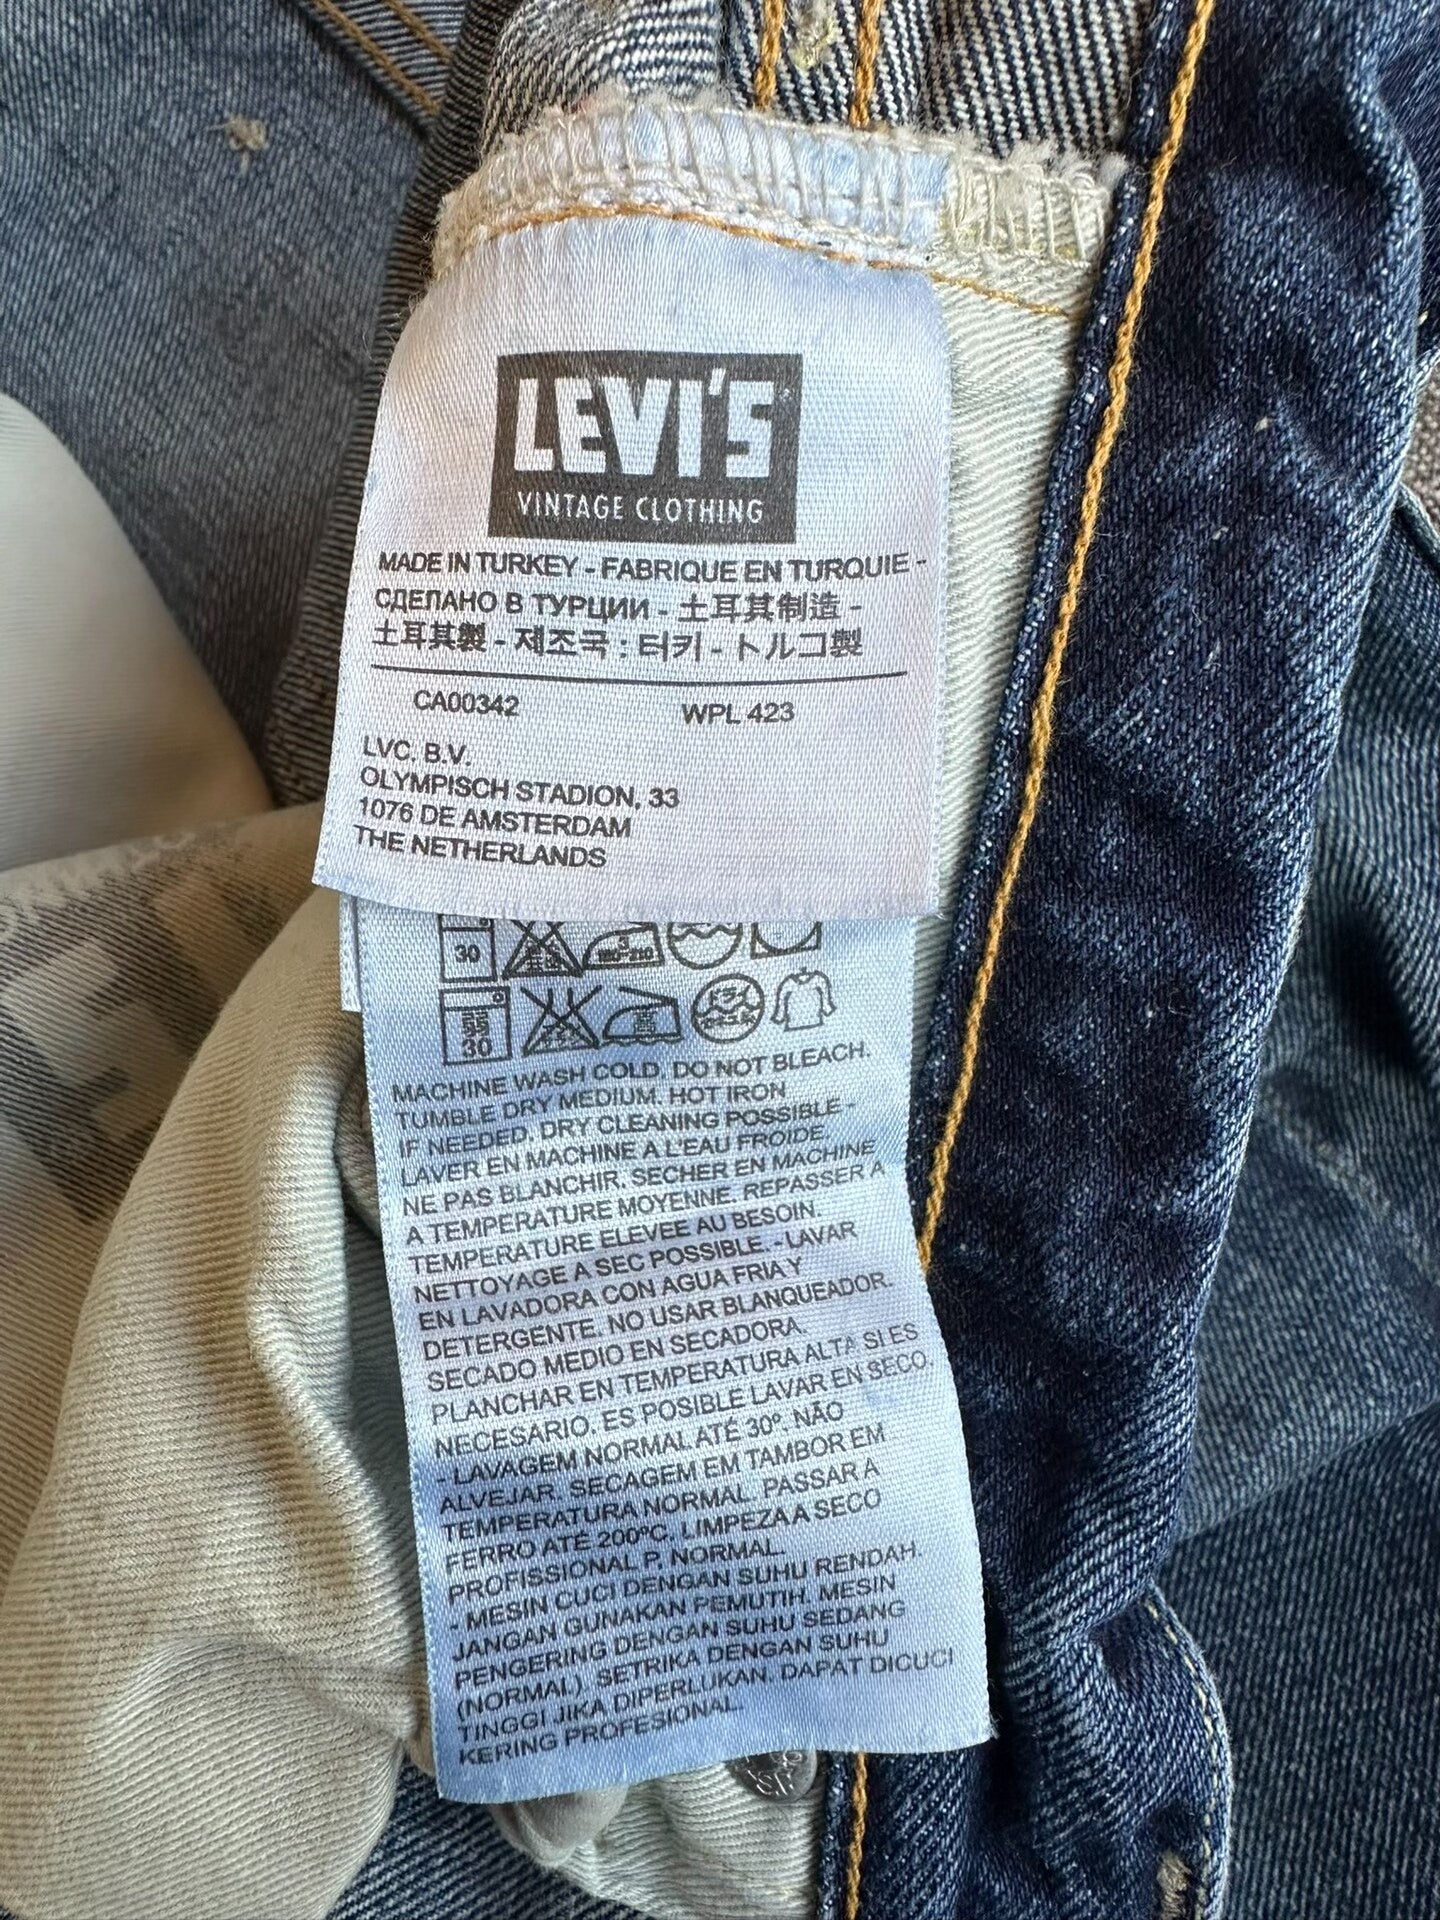 LEVI'S
VINTAGE CLOTHING
MADE IN TURKEY - FABRIQUE EN TURQUIE -
СДЕЛАНО В ТУРЦИИ - 土耳其制造 -
土耳其製 - 제조국 : 터키 - トルコ製
CA00342 WPL 423
LVC. B.V.
OLYMPISCH STADION, 33
1076 DE AMSTERDAM
THE NETHERLANDS
30
30
MACHINE WASH COLD. DO NOT BLEACH.
TUMBLE DRY MEDIUM. HOT IRON
IF NEEDED. DRY CLEANING POSSIBLE -
LAVER EN MACHINE A L'EAU FROIDE.
NE PAS BLANCHIR. SECHER EN MACHINE
A TEMPERATURE MOYENNE. REPASSER A
TEMPERATURE ELEVEE AU BESOIN.
NETTOYAGE A SEC POSSIBLE. - LAVAR
EN LAVADORA CON AGUA FRIA Y
DETERGENTE. NO USAR BLANQUEADOR.
SECADO MEDIO EN SECADORA.
PLANCHAR EN TEMPERATURA ALTA SI ES
NECESARIO. ES POSIBLE LAVAR EN SECO.
- LAVAGEM NORMAL ATÉ 30º. NÃO
ALVEJAR. SECAGEM EM TAMBOR EM
TEMPERATURA NORMAL. PASSAR A
FERRO ATÉ 200ºC. LIMPEZA A SECO
PROFISSIONAL P, NORMAL.
- MESIN CUCI DENGAN SUHU RENDAH.
JANGAN GUNAKAN PEMUTIH. MESIN
PENGERING DENGAN SUHU SEDANG
(NORMAL). SETRIKA DENGAN SUHU
TINGGI JIKA DIPERLUKAN. DAPAT DICUCI
KERING PROFESIONAL.